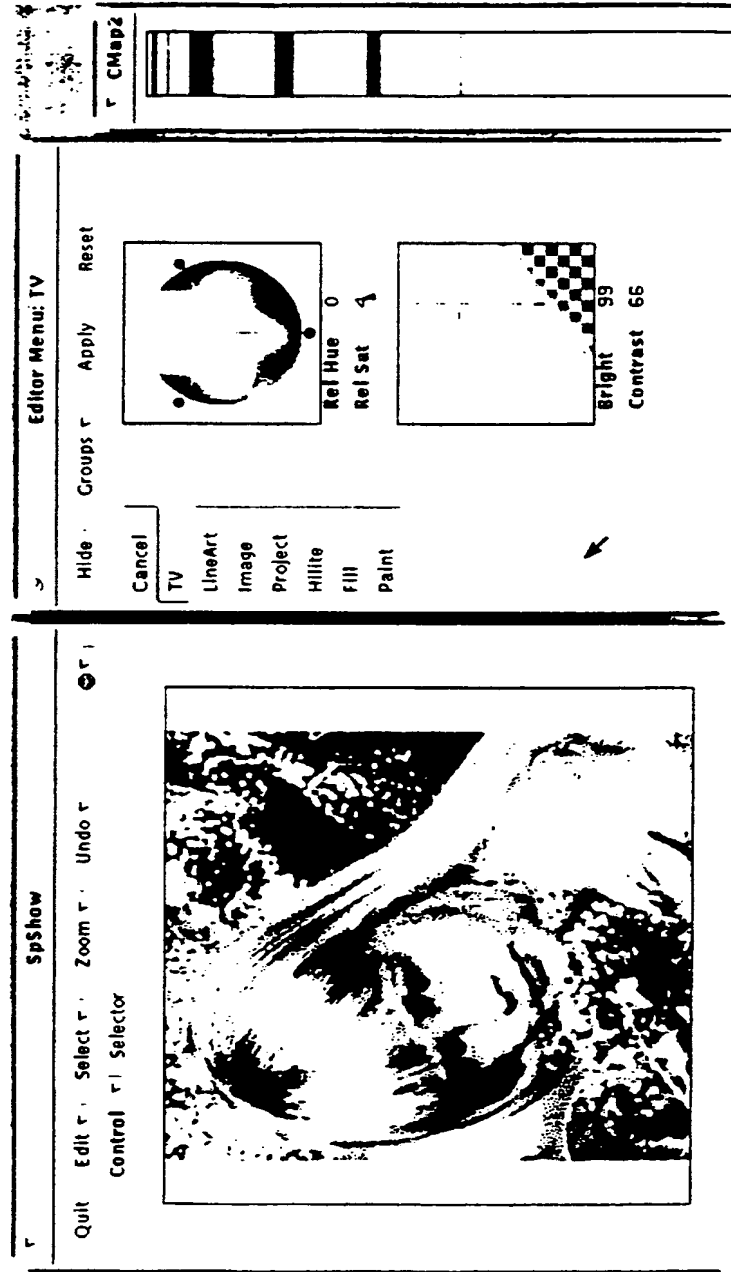 SpShow
Quit Edit Select Zoom Undo
Control Selector
Editor Menu: TV
Hide Groups Apply Reset
Cancel
TV
LineArt
Image
Project
Hilite
Fill
Paint
Rel Hue 0
Rel Sat
Bright 99
Contrast 66
CMap2